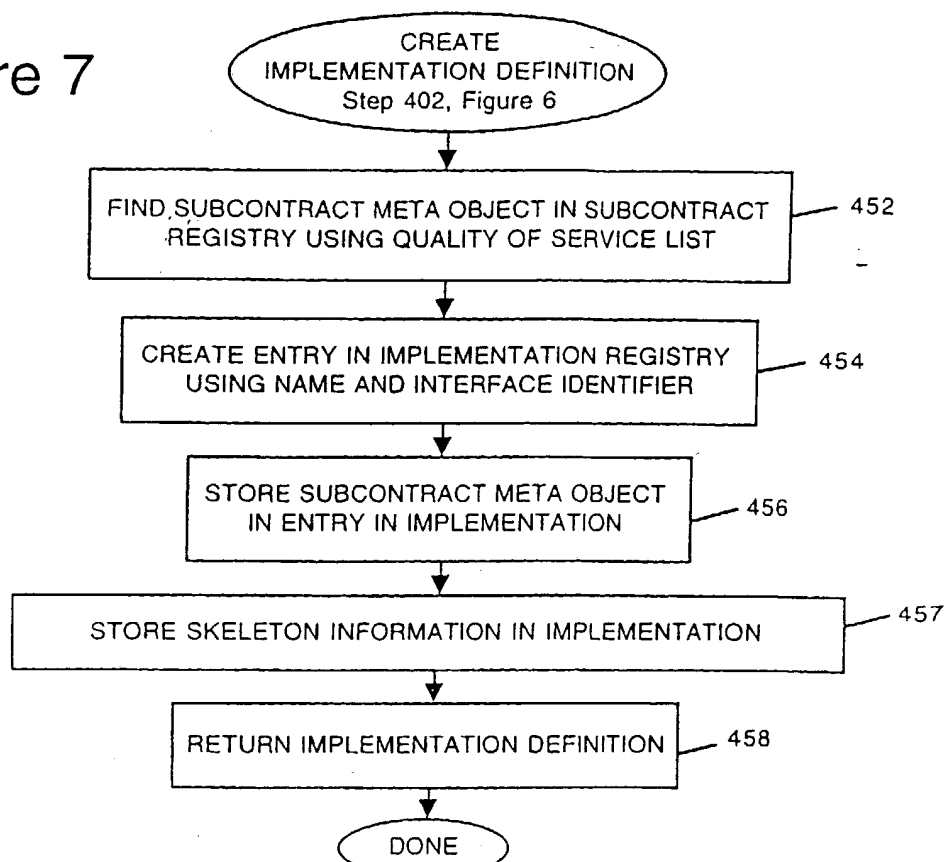 re 7
CREATE
IMPLEMENTATION DEFINITION
Step 402, Figure 6
FIND SUBCONTRACT META OBJECT IN SUBCONTRACT
REGISTRY USING QUALITY OF SERVICE LIST
452
CREATE ENTRY IN IMPLEMENTATION REGISTRY
USING NAME AND INTERFACE IDENTIFIER
454
STORE SUBCONTRACT META OBJECT
IN ENTRY IN IMPLEMENTATION
456
STORE SKELETON INFORMATION IN IMPLEMENTATION
457
RETURN IMPLEMENTATION DEFINITION
458
DONE